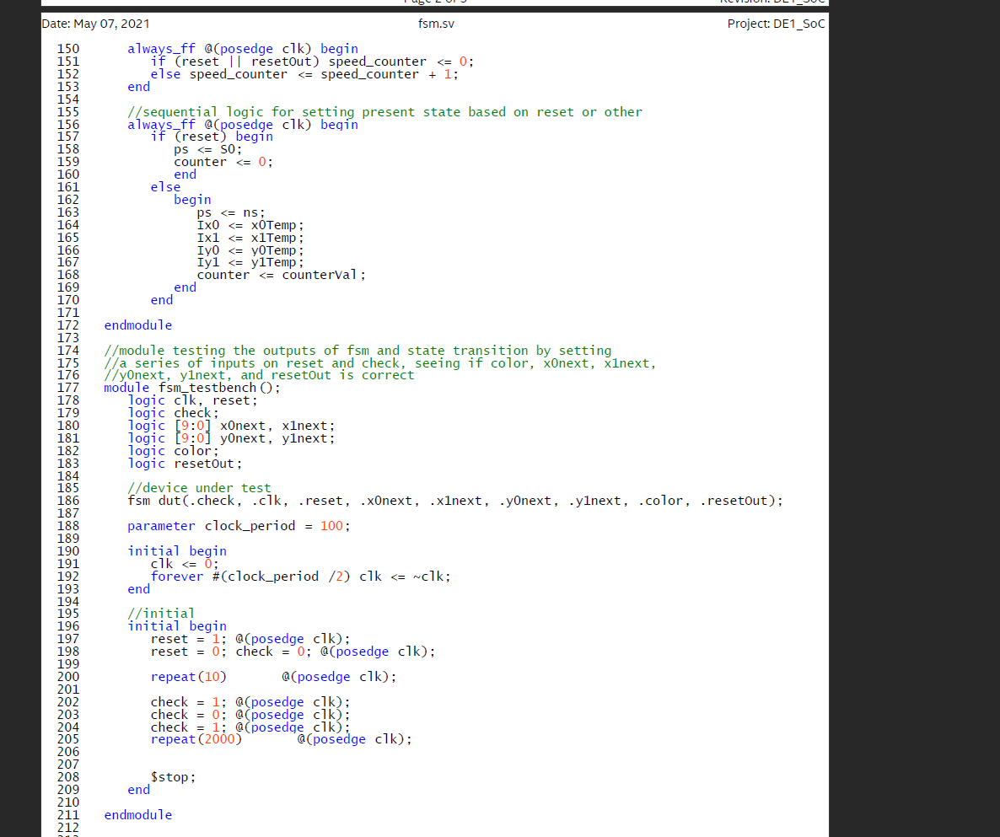 Page 2 of 3 Revision: DE1_SoC
Date: May 07, 2021 fsm.sv Project: DE1_SoC
150 always_ff @(posedge clk) begin
151 if (reset || resetOut) speed_counter <= 0;
152 else speed_counter <= speed_counter + 1;
153 end
154
155 //sequential logic for setting present state based on reset or other
156 always_ff @(posedge clk) begin
157 if (reset) begin
158 ps <= S0;
159 counter <= 0;
160 end
161 else
162 begin
163 ps <= ns;
164 Ix0 <= x0Temp;
165 Ix1 <= x1Temp;
166 Iy0 <= y0Temp;
167 Iy1 <= y1Temp;
168 counter <= counterVal;
169 end
170 end
171
172 endmodule
173
174 //module testing the outputs of fsm and state transition by setting
175 //a series of inputs on reset and check, seeing if color, x0next, x1next,
176 //y0next, y1next, and resetOut is correct
177 module fsm_testbench();
178 logic clk, reset;
179 logic check;
180 logic [9:0] x0next, x1next;
181 logic [9:0] y0next, y1next;
182 logic color;
183 logic resetOut;
184
185 //device under test
186 fsm dut(.check, .clk, .reset, .x0next, .x1next, .y0next, .y1next, .color, .resetOut);
187
188 parameter clock_period = 100;
189
190 initial begin
191 clk <= 0;
192 forever #(clock_period /2) clk <= ~clk;
193 end
194
195 //initial
196 initial begin
197 reset = 1; @(posedge clk);
198 reset = 0; check = 0; @(posedge clk);
199
200 repeat(10) @(posedge clk);
201
202 check = 1; @(posedge clk);
203 check = 0; @(posedge clk);
204 check = 1; @(posedge clk);
205 repeat(2000) @(posedge clk);
206
207
208 $stop;
209 end
210
211 endmodule
212